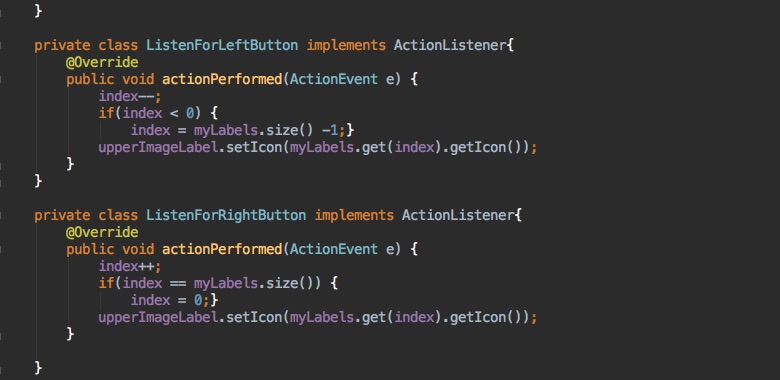 }
private class ListenForLeftButton implements ActionListener{
@Override
public void actionPerformed(ActionEvent e) {
index--;
if(index < 0) {
index = myLabels.size() -1;}
upperImageLabel.setIcon(myLabels.get(index).getIcon());
}
}
private class ListenForRightButton implements ActionListener{
@Override
public void actionPerformed(ActionEvent e) {
index++;
if(index == myLabels.size()) {
index = 0;}
upperImageLabel.setIcon(myLabels.get(index).getIcon());
}
}